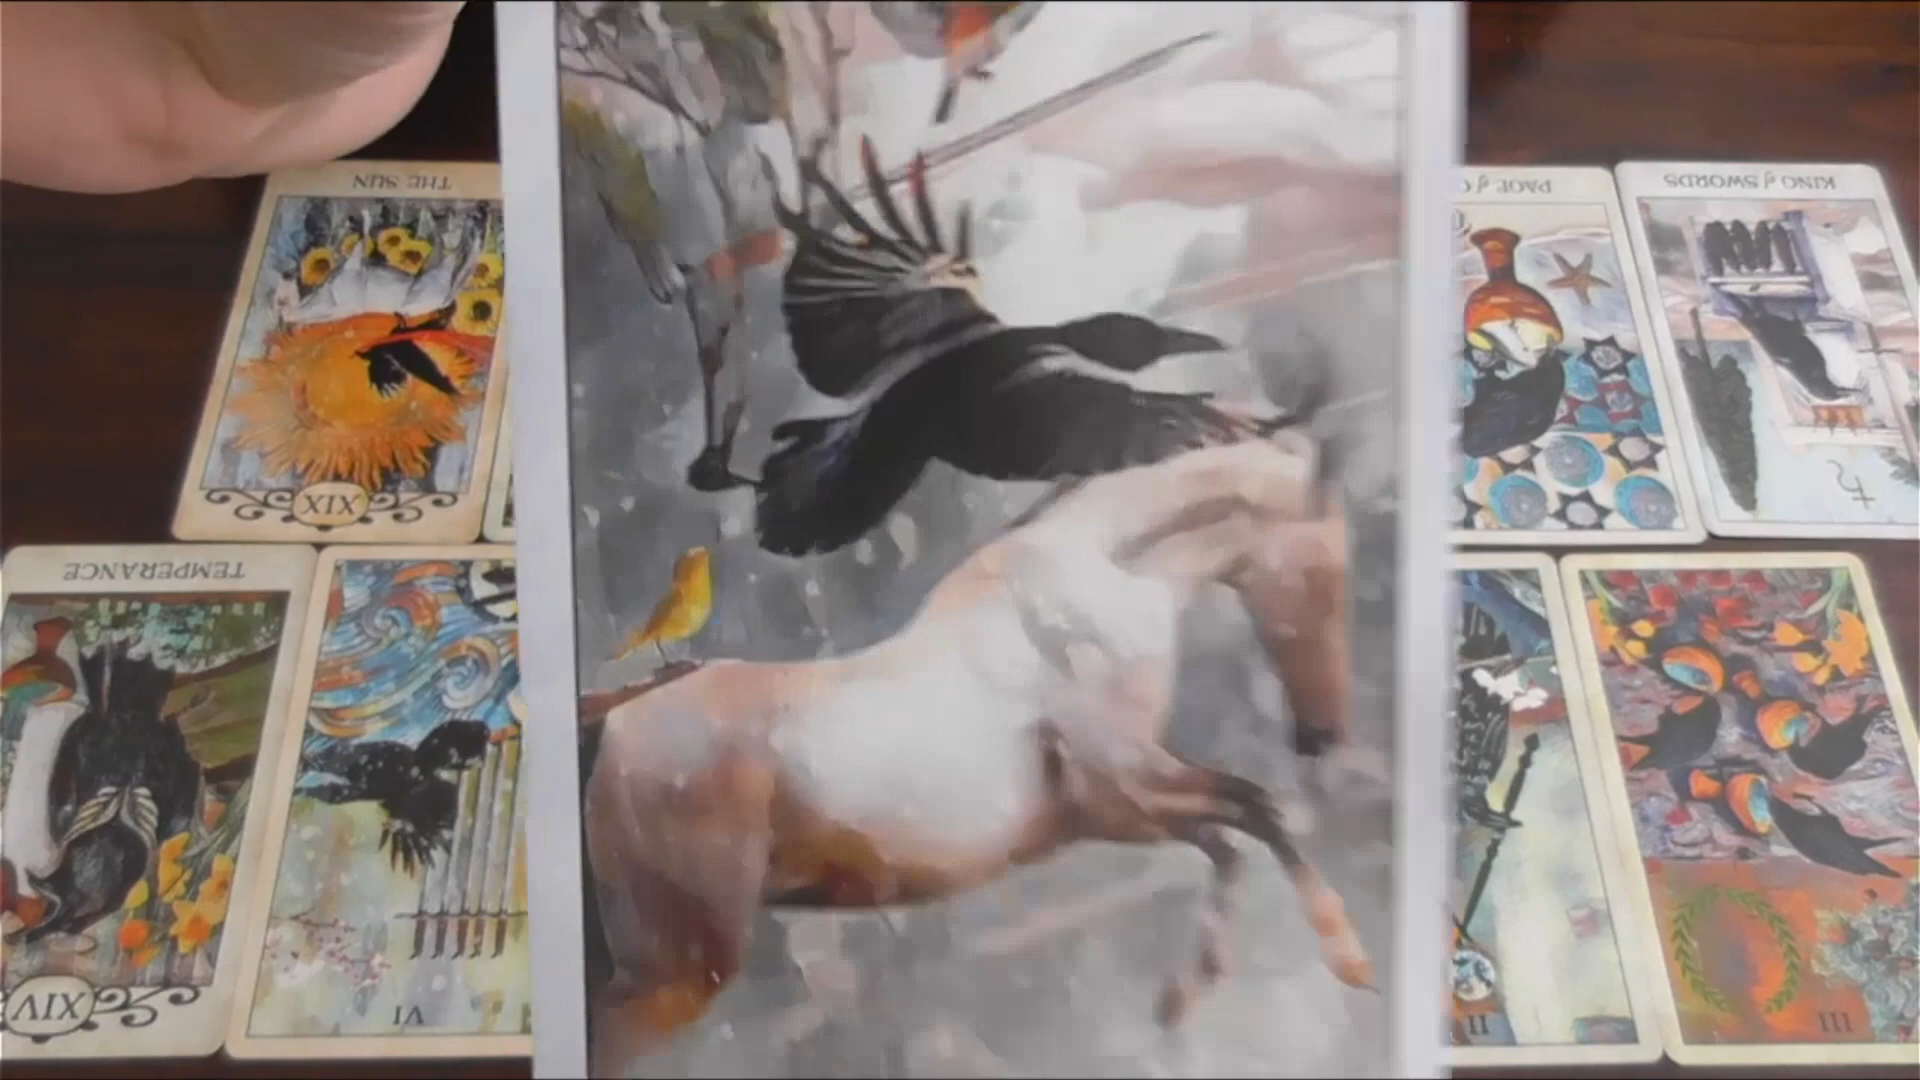 THE SUN
PAGE of C
KING of SWORDS
XIX
TEMPERANCE
XIV
VI
II
III